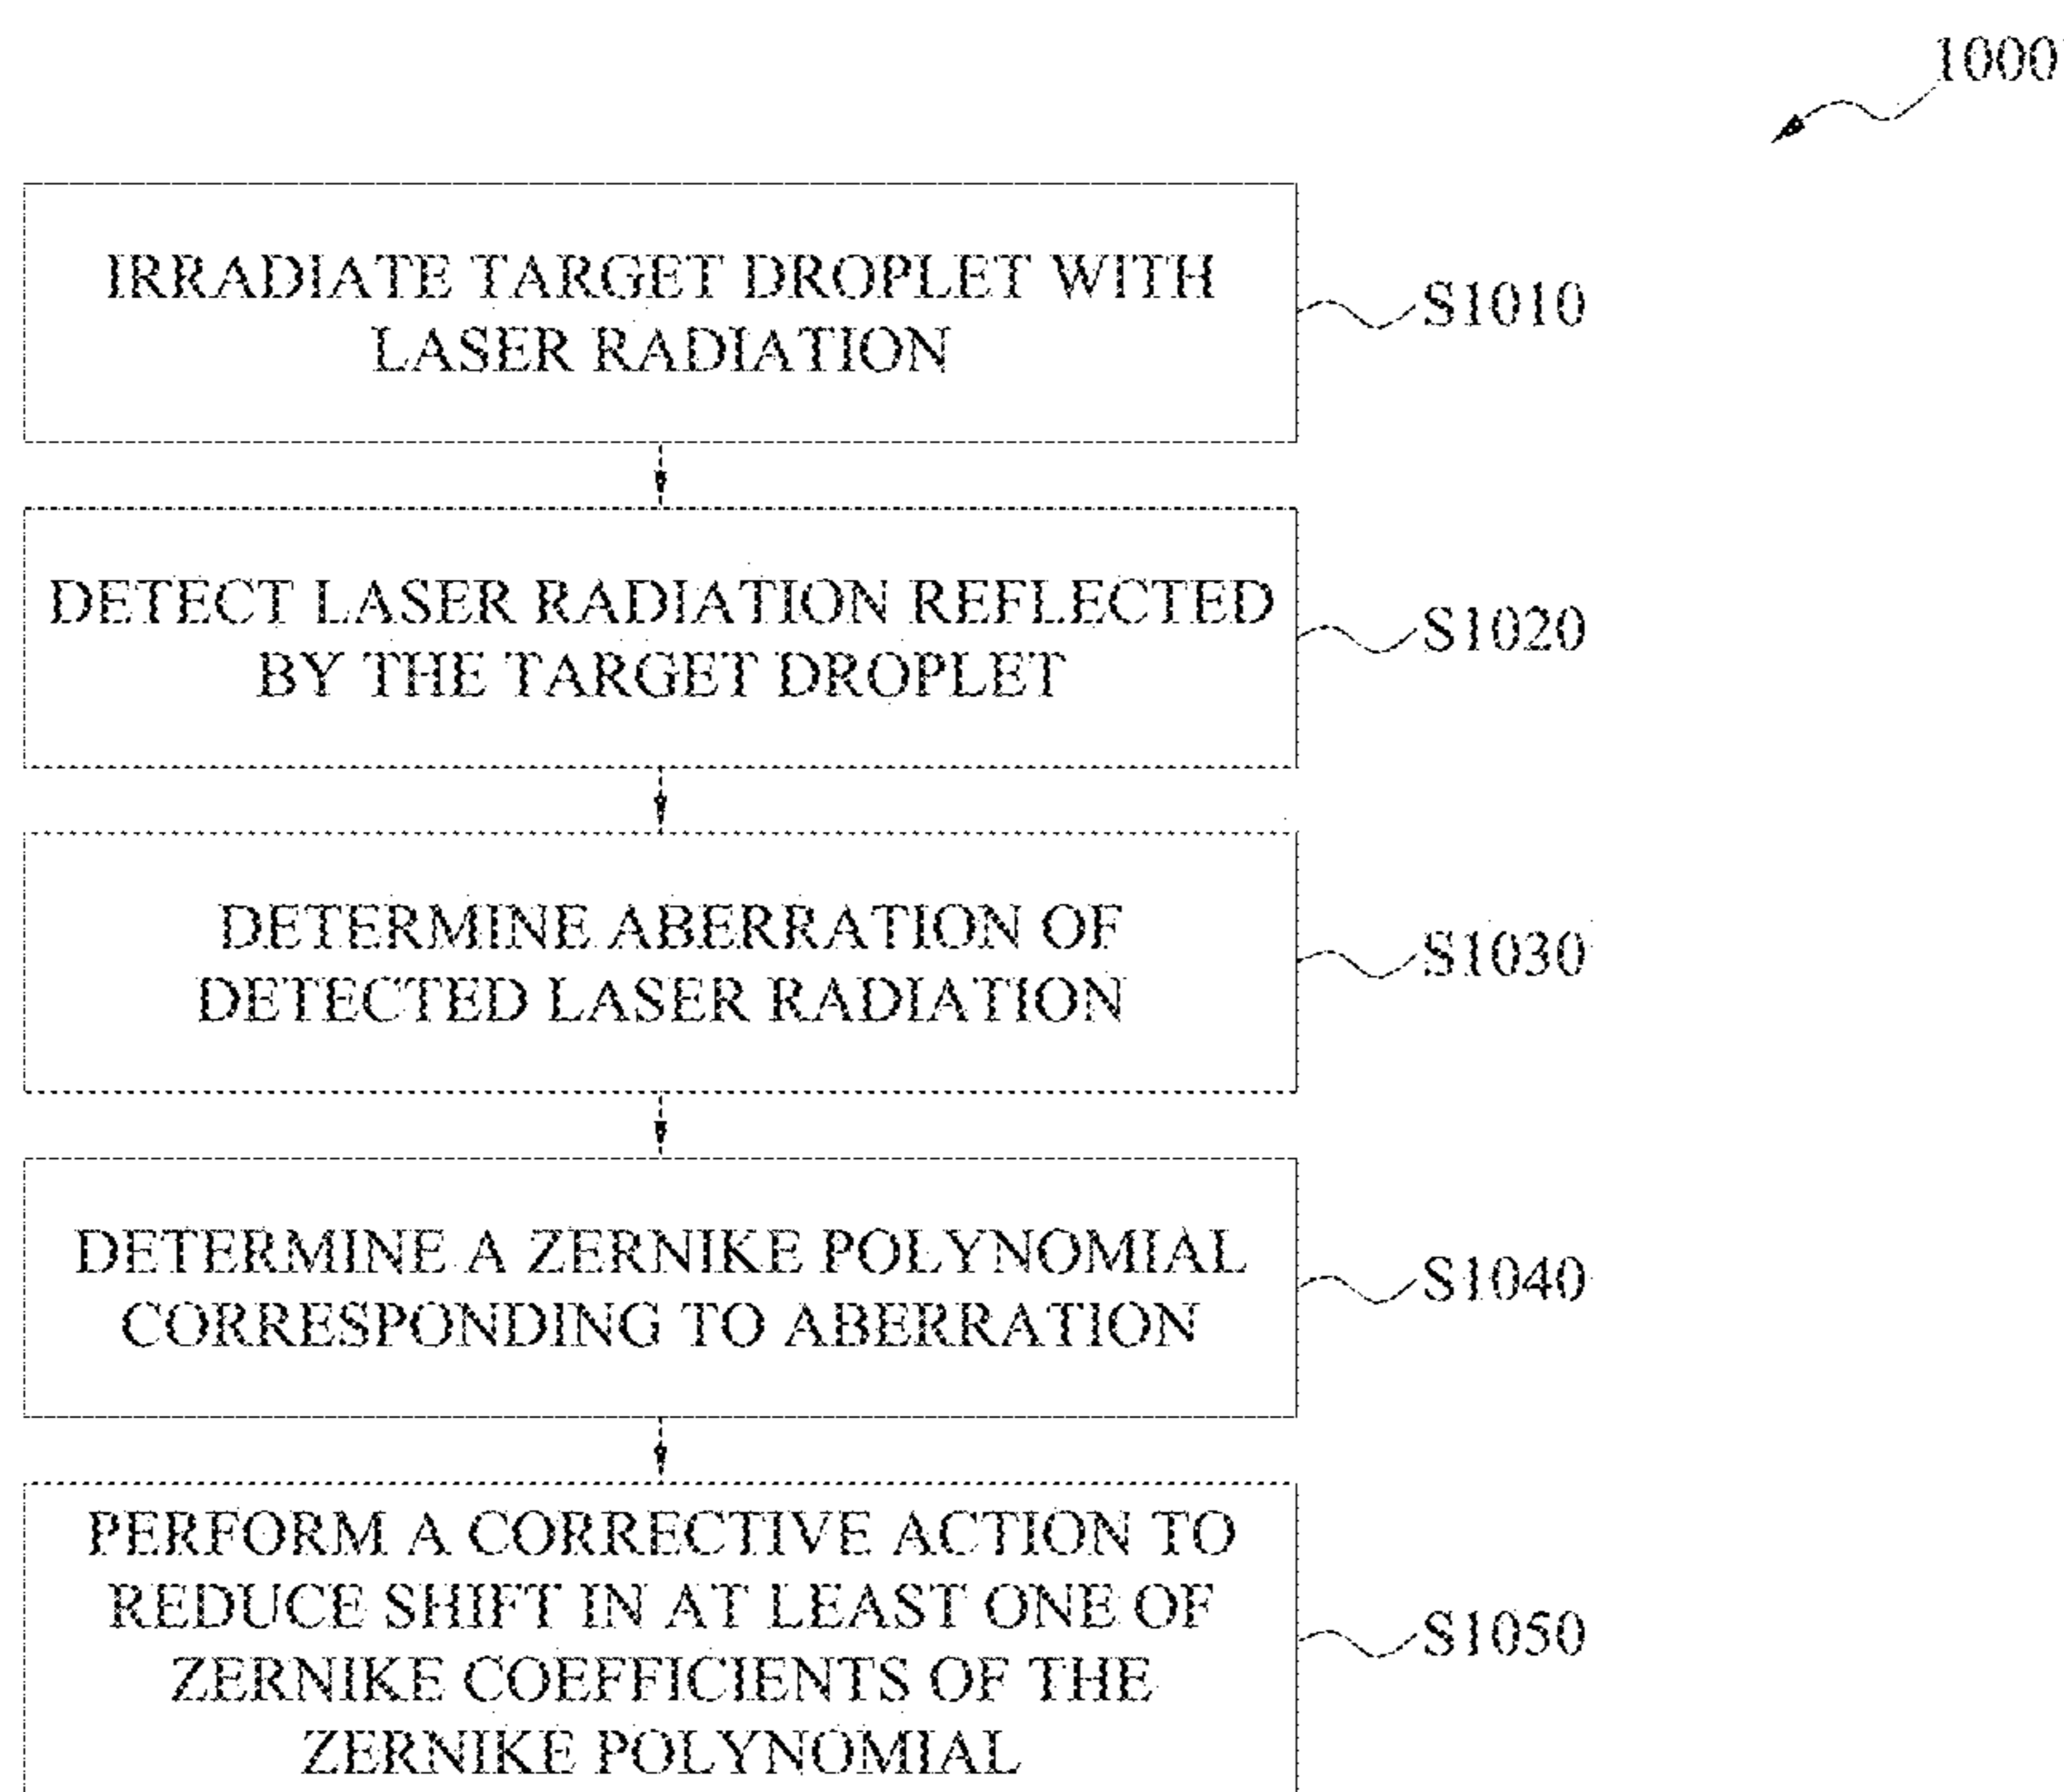 1000
IRRADIATE TARGET DROPLET WITH
LASER RADIATION
S1010
DETECT LASER RADIATION REFLECTED
BY THE TARGET DROPLET
S1020
DETERMINE ABERRATION OF
DETECTED LASER RADIATION
S1030
DETERMINE A ZERNIKE POLYNOMIAL
CORRESPONDING TO ABERRATION
S1040
PERFORM A CORRECTIVE ACTION TO
REDUCE SHIFT IN AT LEAST ONE OF
ZERNIKE COEFFICIENTS OF THE
ZERNIKE POLYNOMIAL
S1050